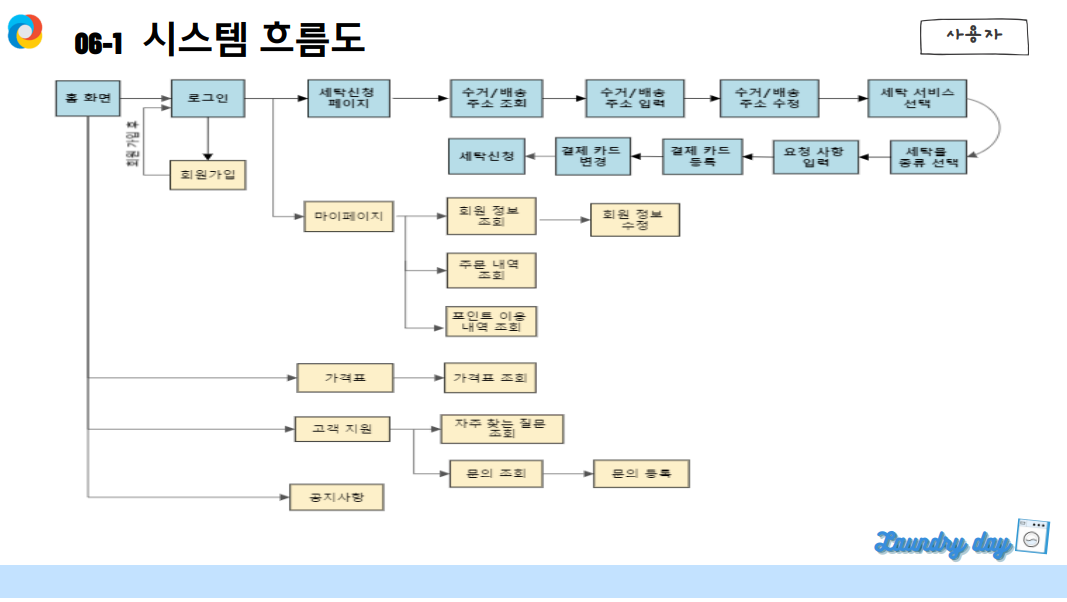 06-1 시스템 흐름도
사용자
홈 화면
로그인
세탁신청
페이지
수거/배송
주소 조회
수거/배송
주소 입력
수거/배송
주소 수정
세탁 서비스
선택
회원 가입 후
세탁신청
결제 카드
변경
결제 카드
등록
요청 사항
입력
세탁물
종류 선택
회원가입
마이페이지
회원 정보
조회
회원 정보
수정
주문 내역
조회
포인트 이용
내역 조회
가격표
가격표 조회
고객 지원
자주 찾는 질문
조회
문의 조회
문의 등록
공지사항
Laundry day